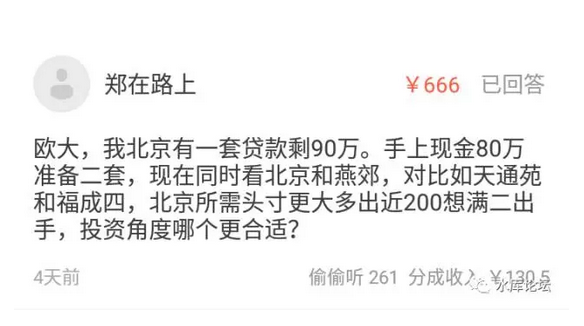 郑在路上
￥666 已回答
欧大，我北京有一套贷款剩90万。手上现金80万
准备二套，现在同时看北京和燕郊，对比如天通苑
和福成四，北京所需头寸更大多出近200想满二出
手，投资角度哪个更合适？
4天前 偷偷听 261 分成收入 ￥130.5
水库论坛